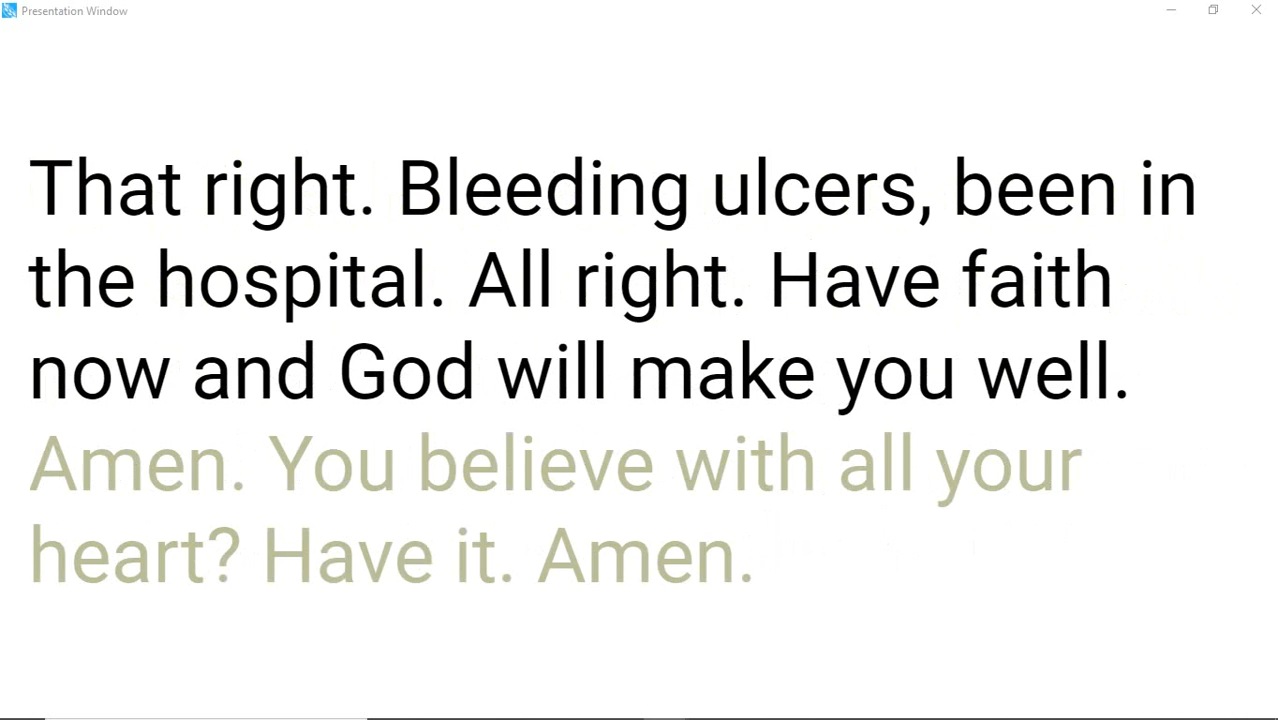 Presentation Window
That right. Bleeding ulcers, been in
the hospital. All right. Have faith
now and God will make you well.
Amen. You believe with all your
heart? Have it. Amen.